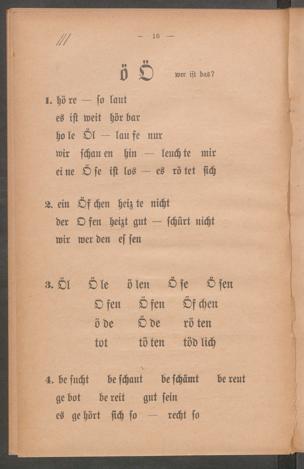 — 10 —
ö Ö wer ist das?
1. hö re — so laut
es ist weit hör bar
ho le Öl — lau fe nur
wir schau en hin — leuch te mir
ei ne Ö se ist los — es rö tet sich
2. ein Öf chen heiz te nicht
der O fen heizt gut — schürt nicht
wir wer den es sen
3. Öl Ö le ö len Ö se Ö sen
O fen Ö fen Öf chen
ö de Ö de rö ten
tot tö ten töd lich
4. be sucht be schaut be schämt be reut
ge bot be reit gut sein
es ge hört sich so — recht so